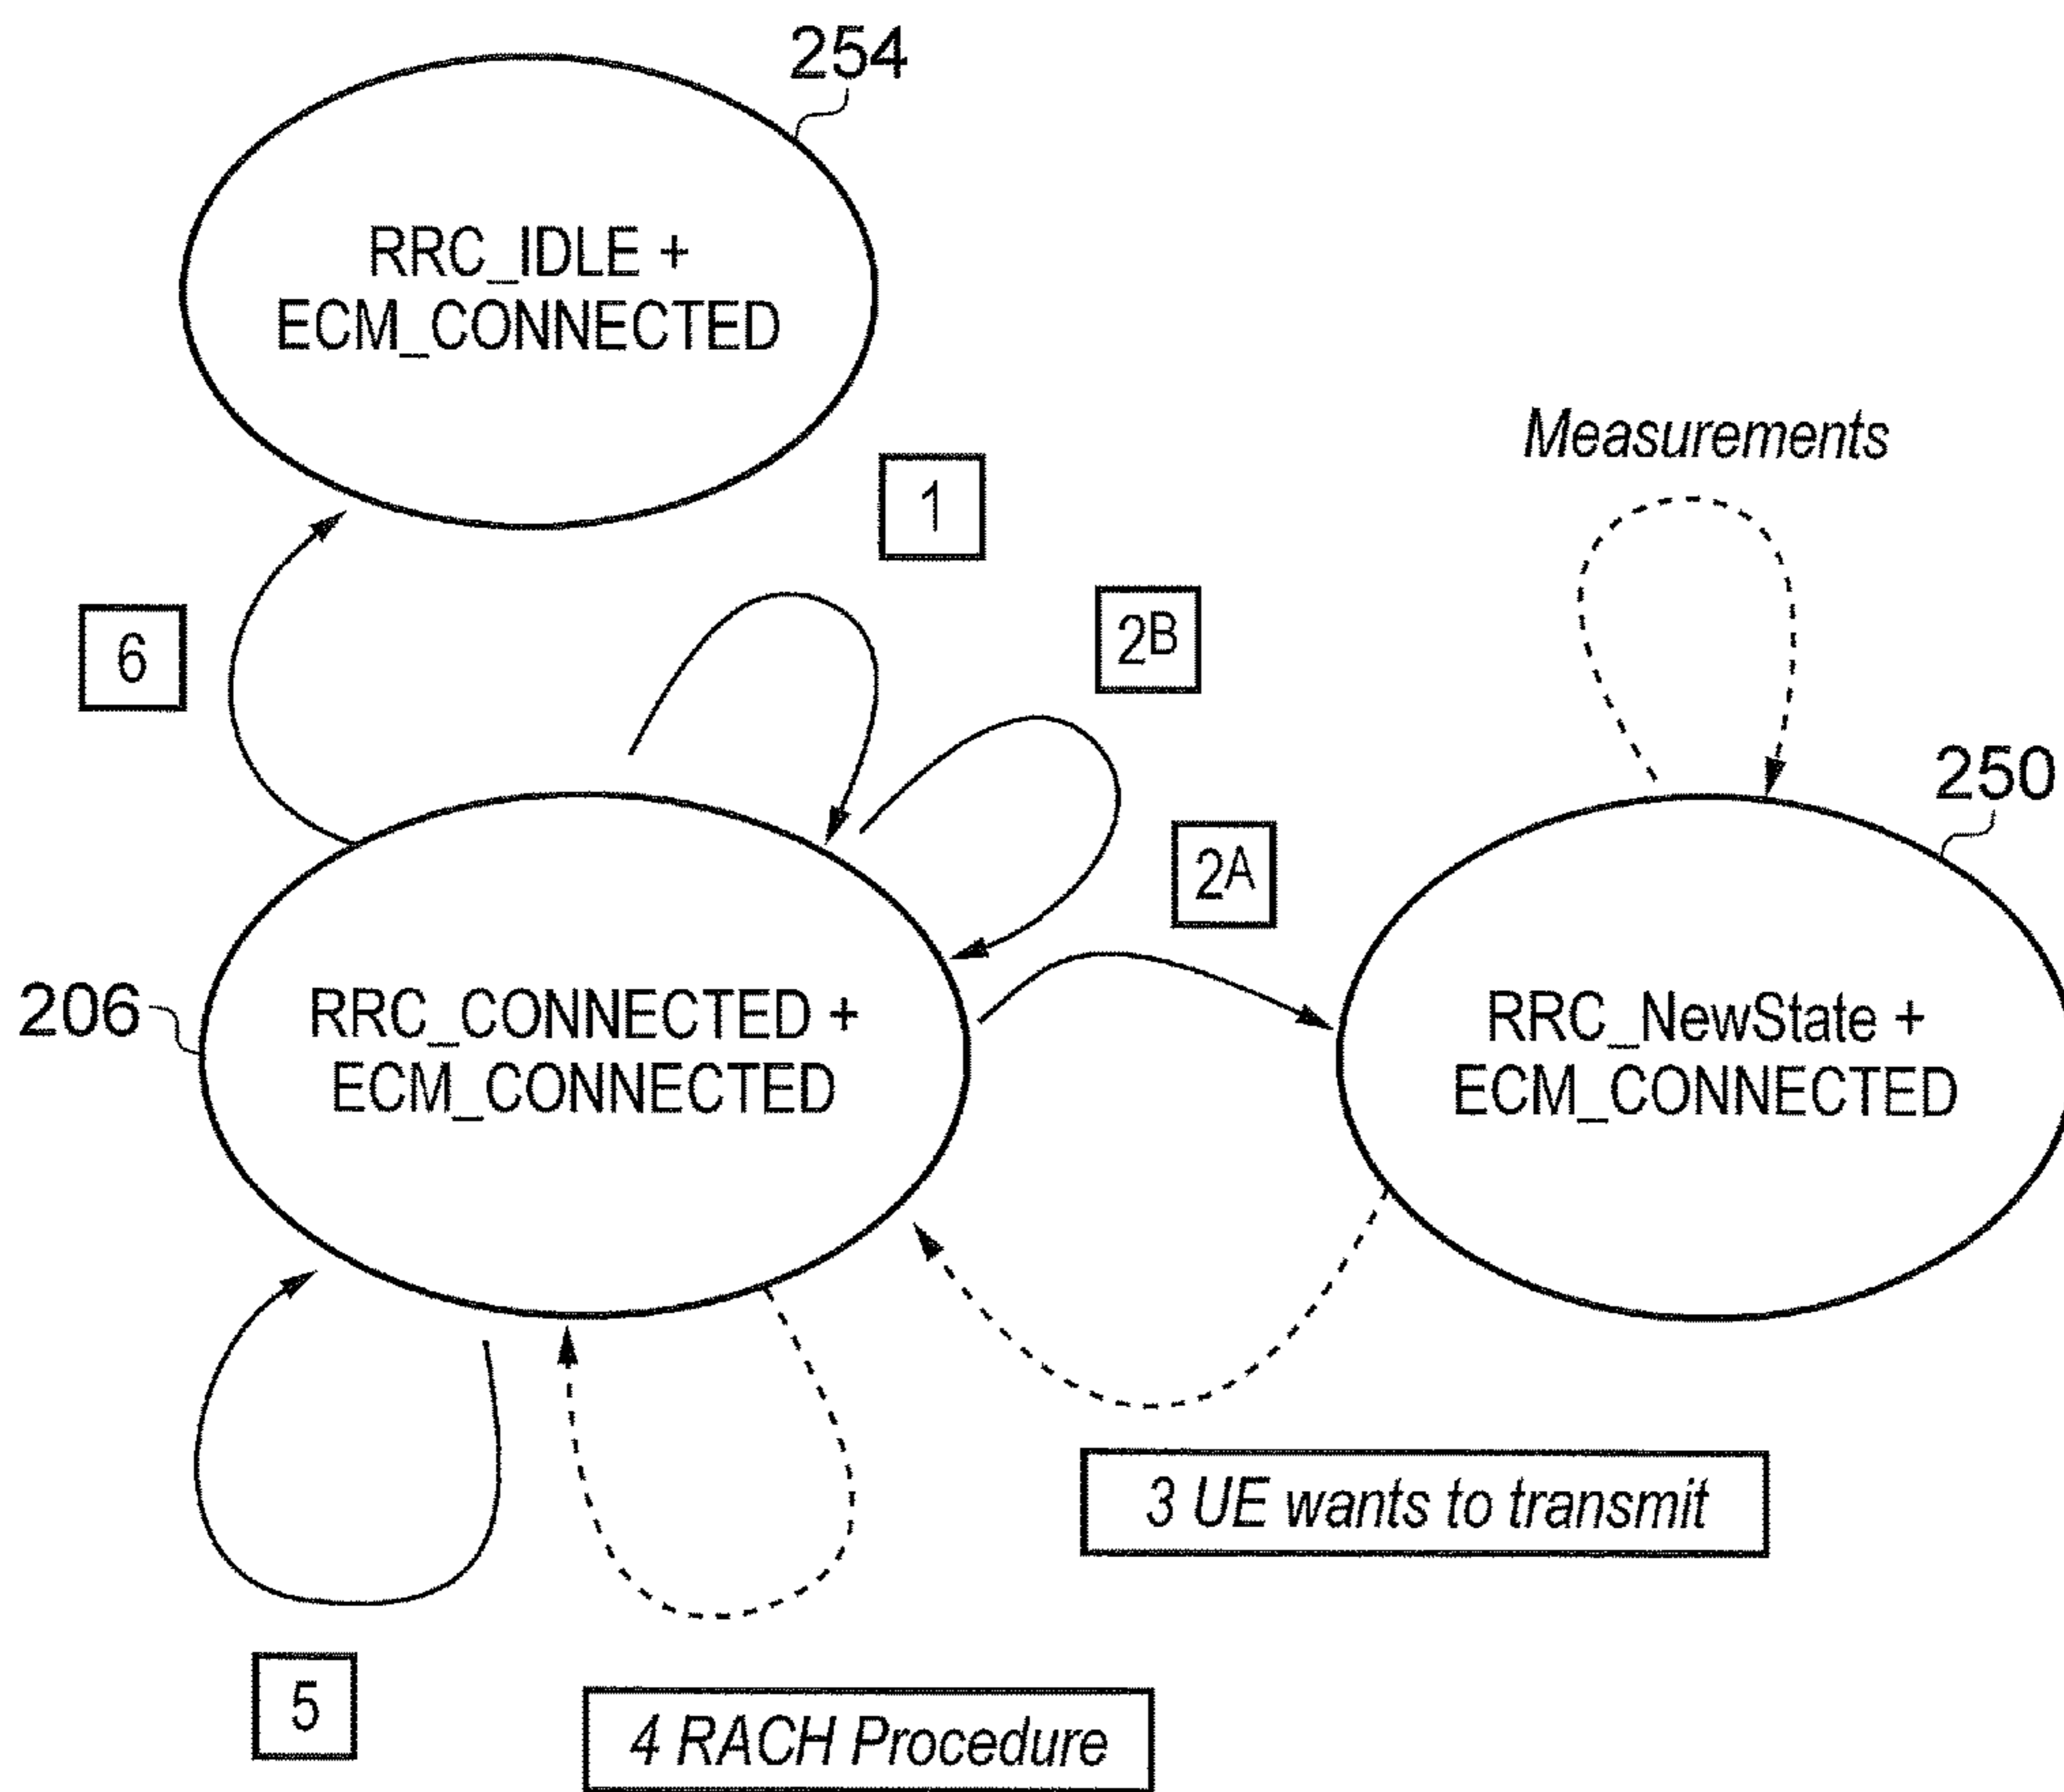 254
RRC_IDLE +
ECM_CONNECTED
Measurements
1
2B
6
250
2A
206
RRC_CONNECTED +
ECM_CONNECTED
RRC_NewState +
ECM_CONNECTED
3 UE wants to transmit
5
4 RACH Procedure